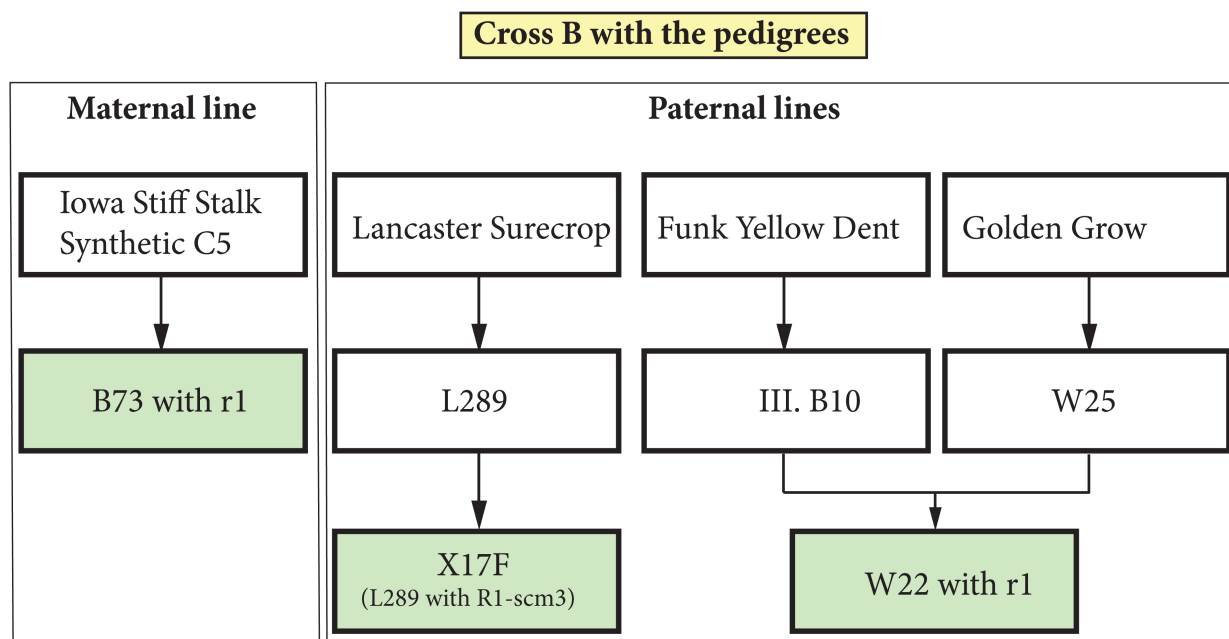 Cross B with the pedigrees
Maternal line
Paternal lines
Iowa Stiff Stalk
Synthetic C5
Lancaster Surecrop
Funk Yellow Dent
Golden Grow
B73 with r1
L289
III. B10
W25
X17F
(L289 with R1-scm3)
W22 with r1